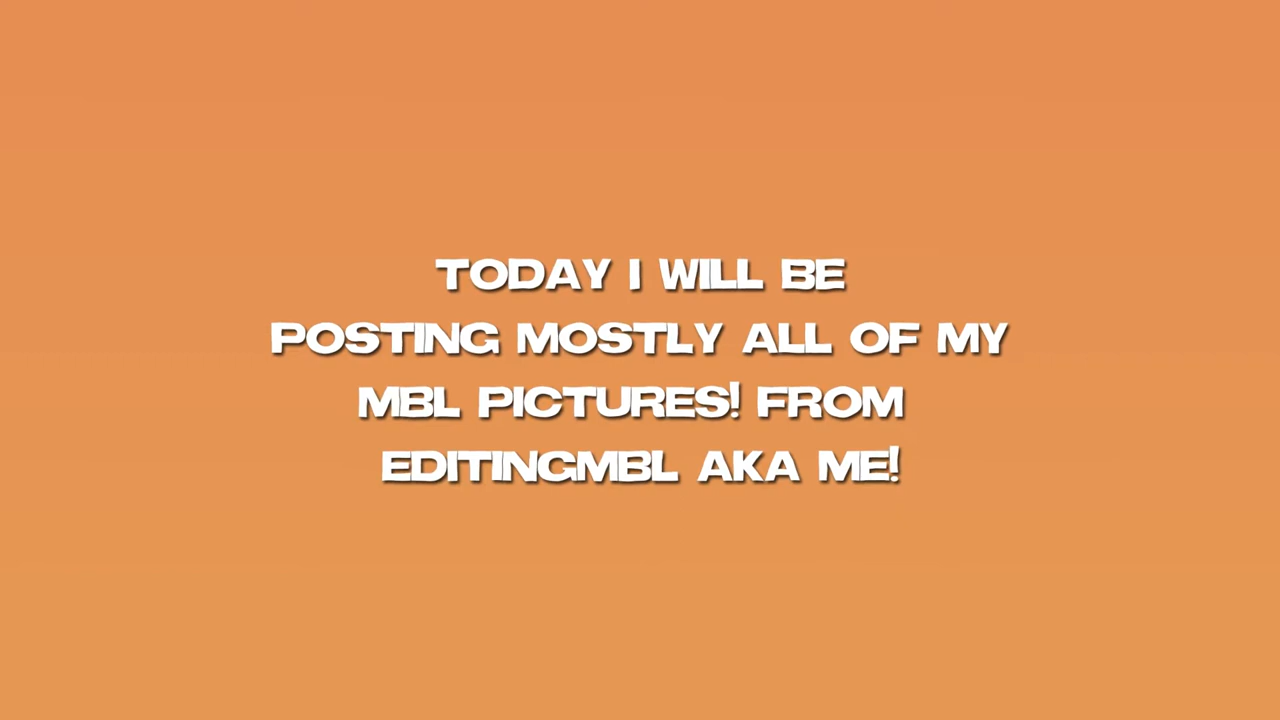 TODAY I WILL BE
POSTING MOSTLY ALL OF MY
MBL PICTURES! FROM
EDITINGMBL AKA ME!